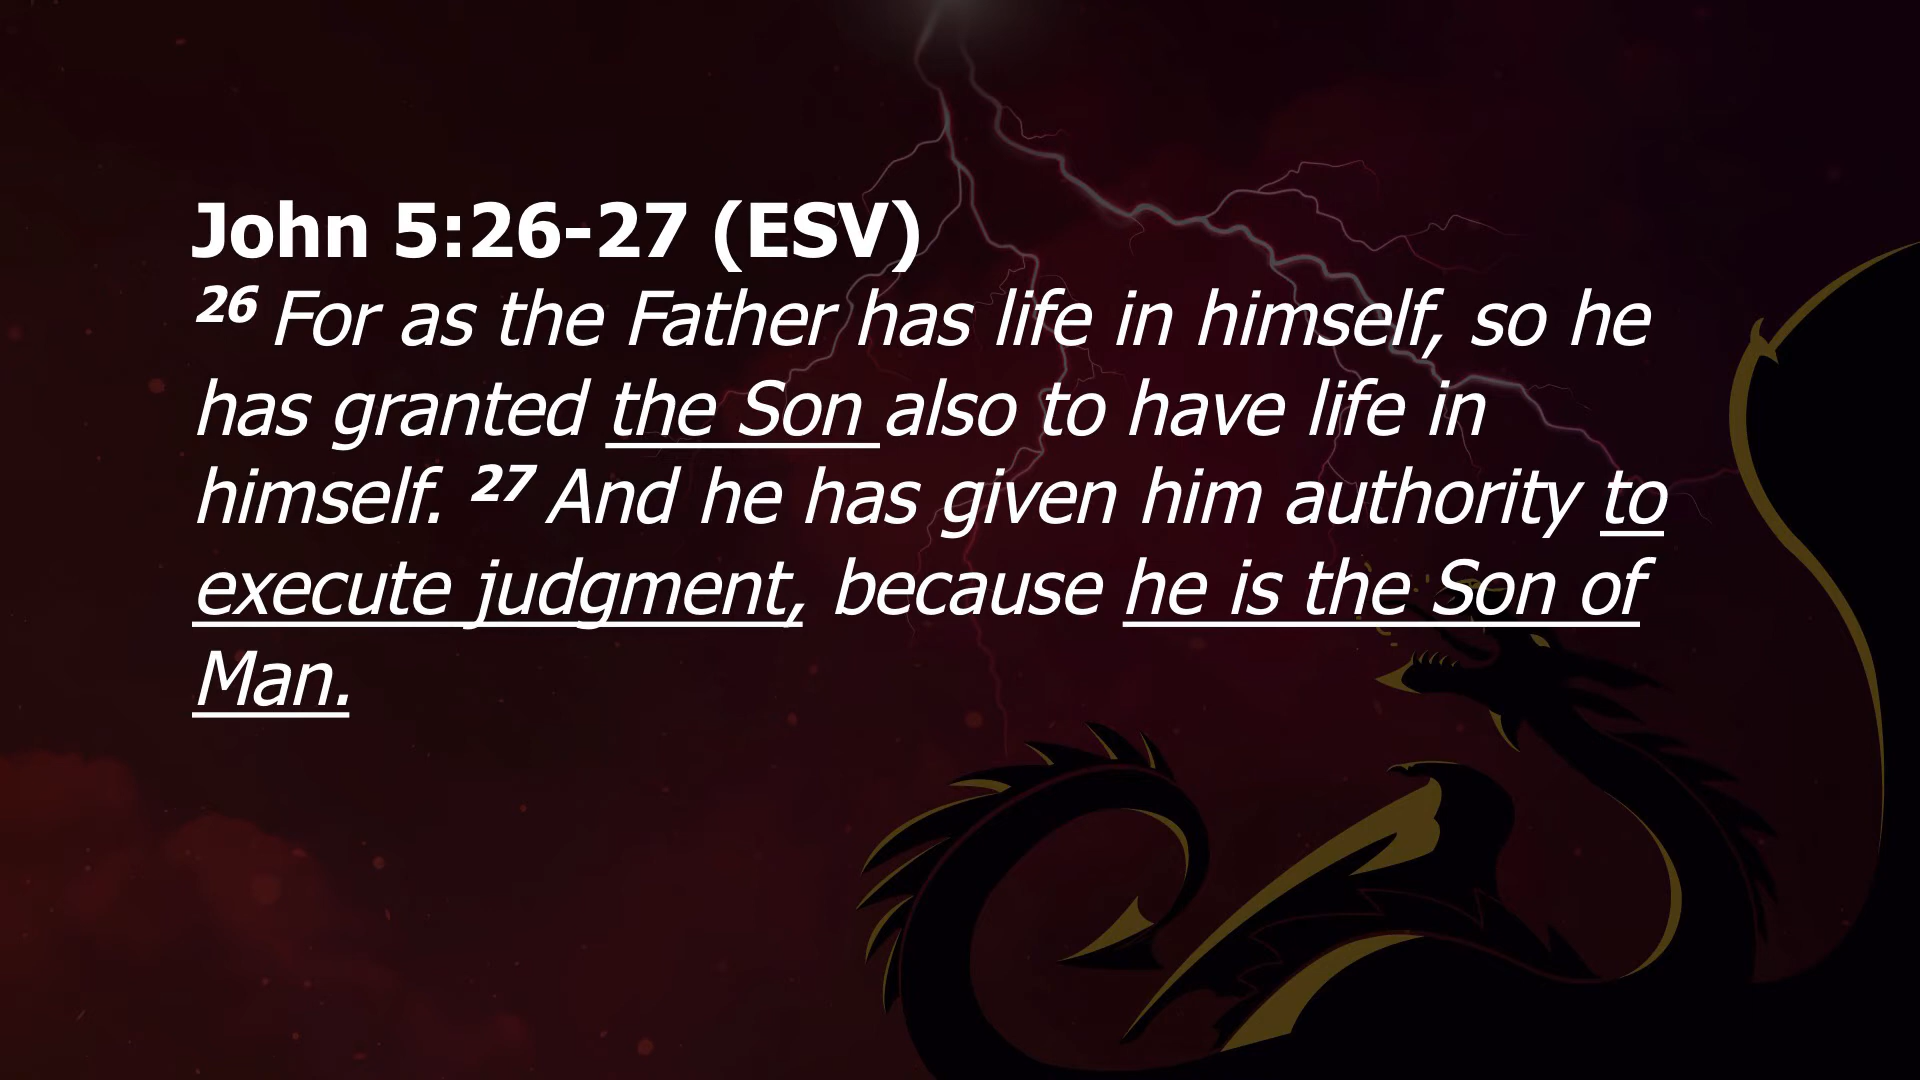 John 5:26-27 (ESV)
26 For as the Father has life in himself, so he
has granted the Son also to have life in
himself. 27 And he has given him authority to
execute judgment, because he is the Son of
Man.